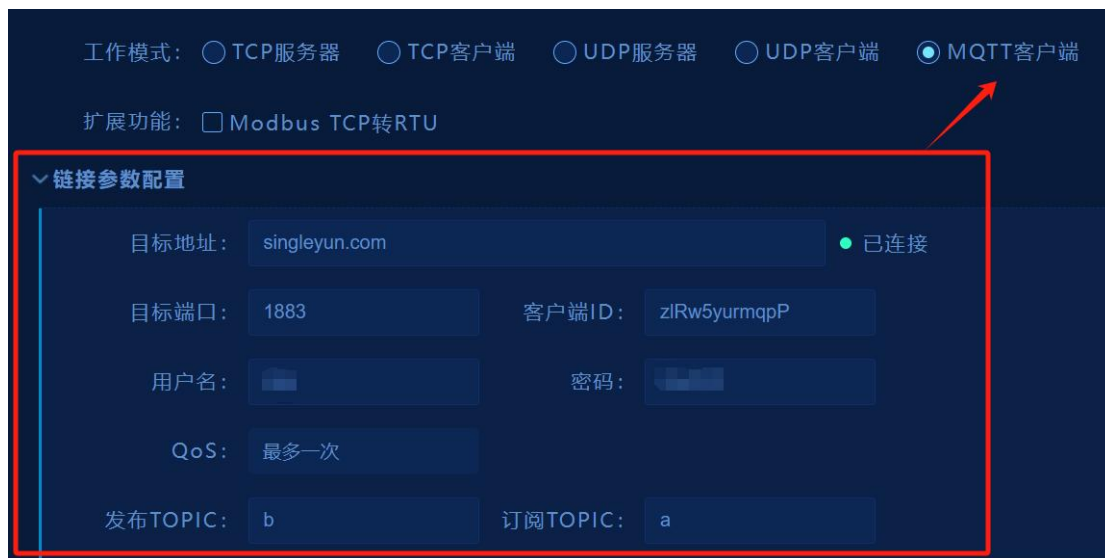 工作模式: TCP服务器 TCP客户端 UDP服务器 UDP客户端 MQTT客户端
扩展功能: Modbus TCP转RTU
链接参数配置
目标地址: singleyun.com 已连接
目标端口: 1883 客户端ID: zlRw5yurmqpP
用户名: 密码:
QoS: 最多一次
发布TOPIC: b 订阅TOPIC: a